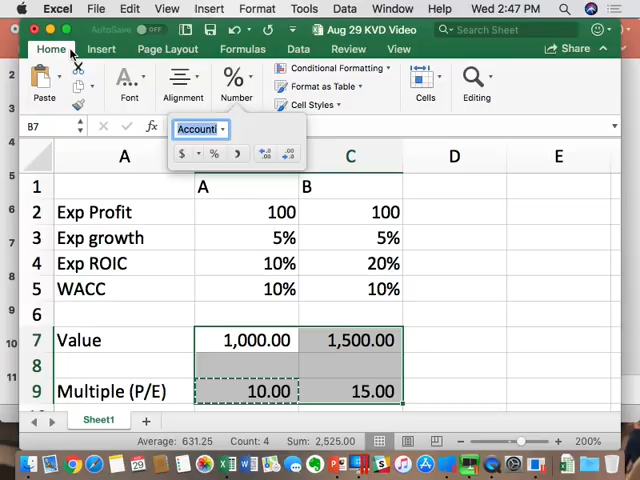 Excel File Edit View Insert Format Tools Data Window Help Wed 2:47 PM
AutoSave OFF Aug 29 KVD Video Search Sheet
Home Insert Page Layout Formulas Data Review View Share
Paste Font Alignment Number Conditional Formatting Format as Table Cell Styles Cells Editing
B7 fx Accounti
$ %
A B C D E
1 A B
2 Exp Profit 100 100
3 Exp growth 5% 5%
4 Exp ROIC 10% 20%
5 WACC 10% 10%
6
7 Value 1,000.00 1,500.00
8
9 Multiple (P/E) 10.00 15.00
Sheet1 +
Average: 631.25 Count: 4 Sum: 2,525.00 200%